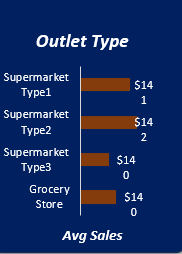 Outlet Type
Supermarket
Type1
$14
1
Supermarket
Type2
$14
2
Supermarket
Type3
$14
0
Grocery
Store
$14
0
Avg Sales